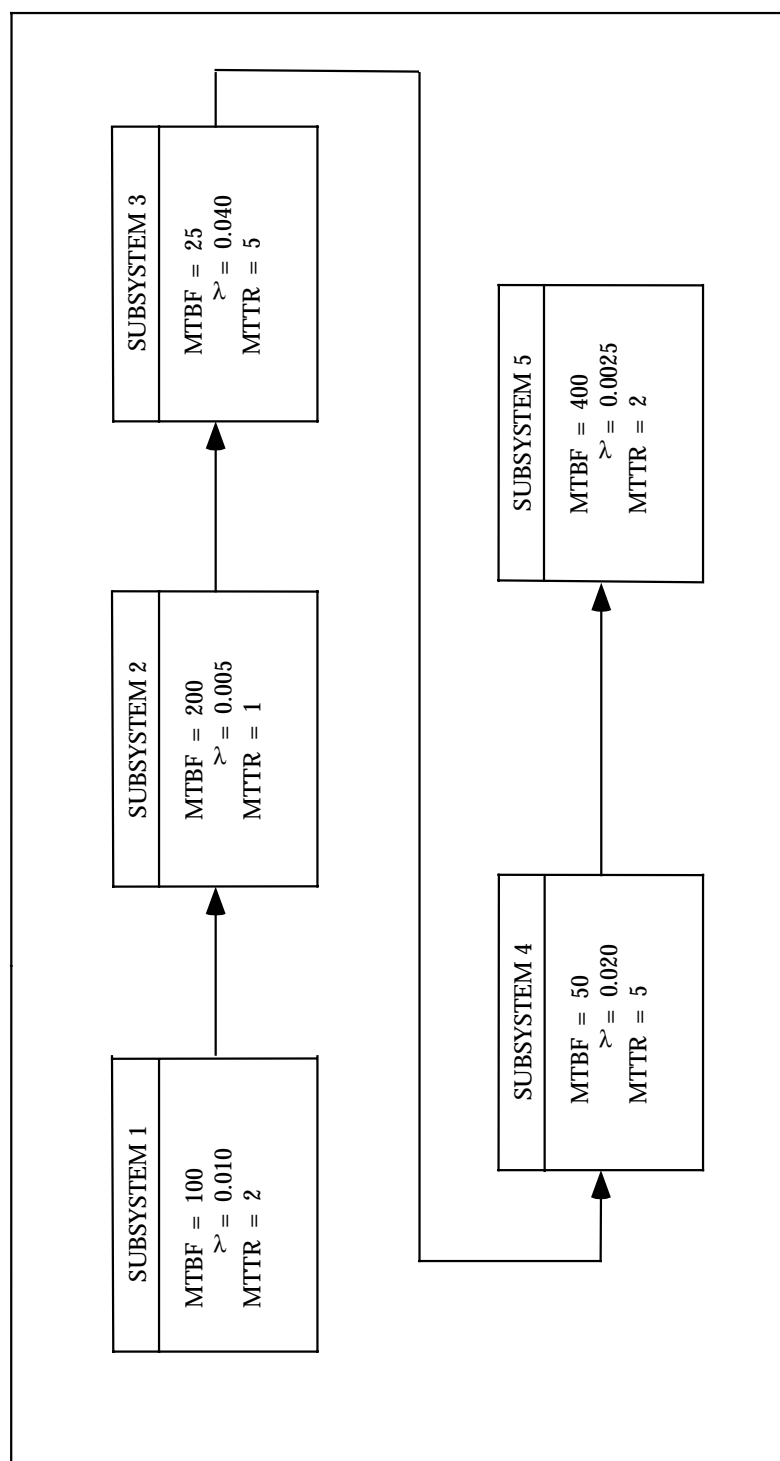 SUBSYSTEM 1
MTBF = 100
λ = 0.010
MTTR = 2
SUBSYSTEM 2
MTBF = 200
λ = 0.005
MTTR = 1
SUBSYSTEM 3
MTBF = 25
λ = 0.040
MTTR = 5
SUBSYSTEM 4
MTBF = 50
λ = 0.020
MTTR = 5
SUBSYSTEM 5
MTBF = 400
λ = 0.0025
MTTR = 2